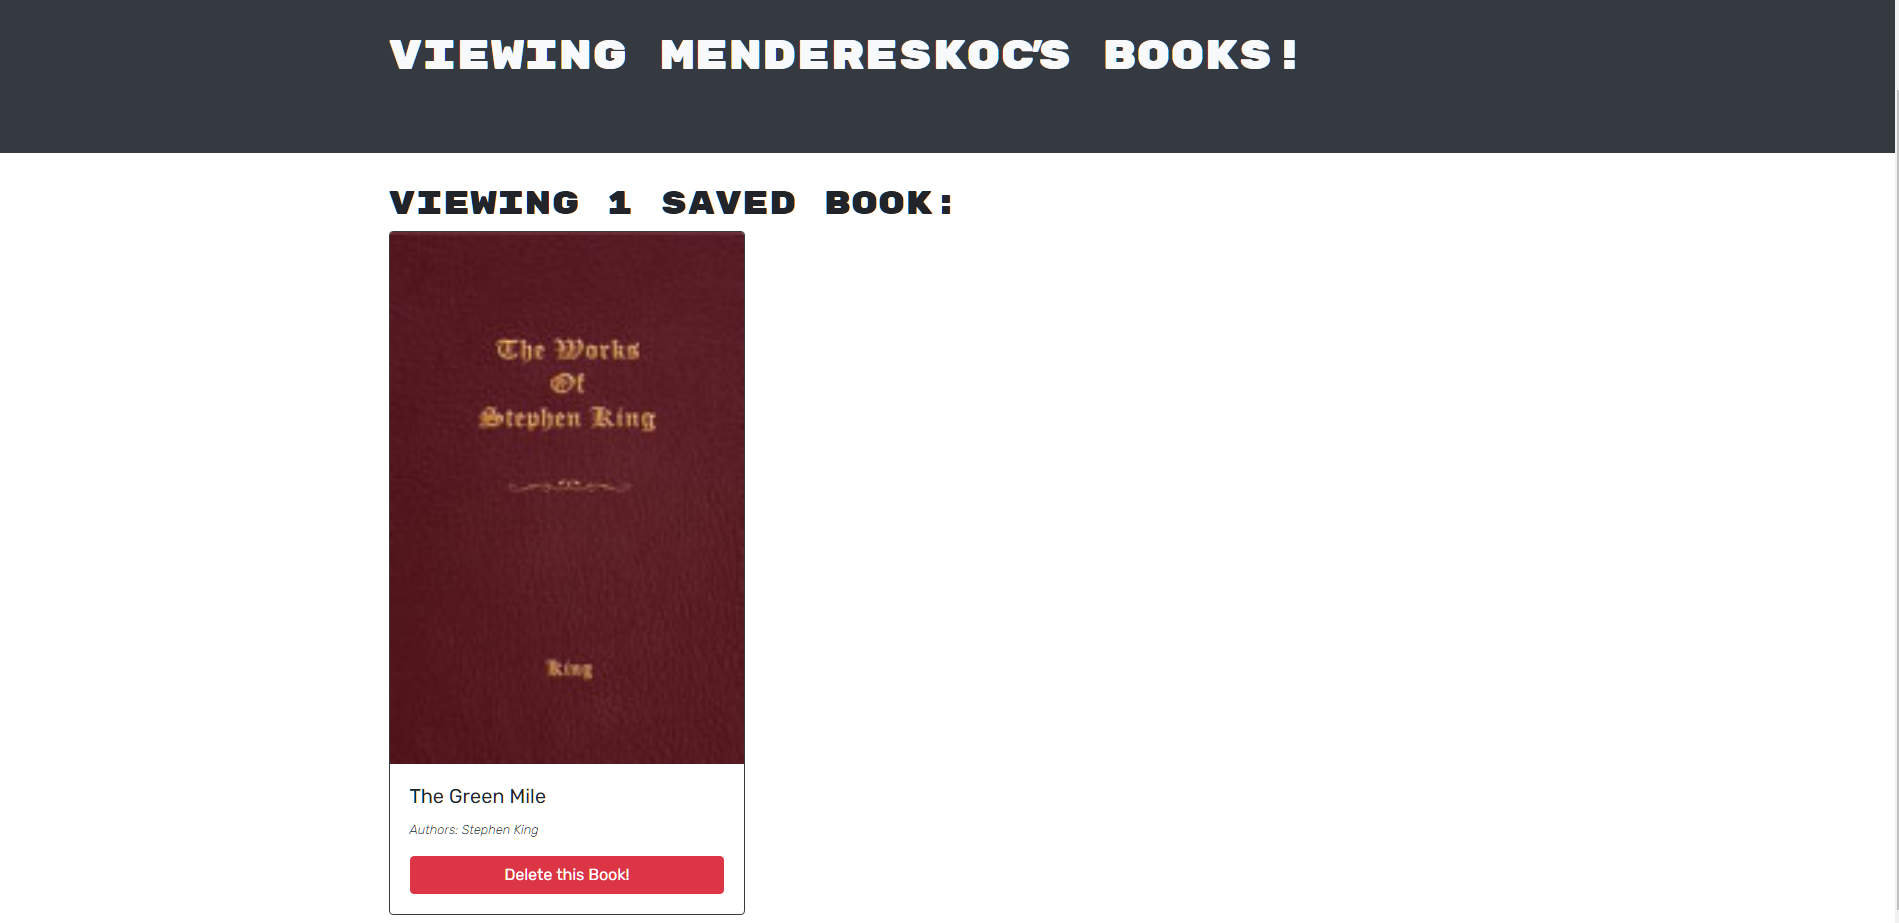 VIEWING MENDERESKOC'S BOOKS!
VIEWING 1 SAVED BOOK:
The Works
Of
Stephen King
King
The Green Mile
Authors: Stephen King
Delete this Book!